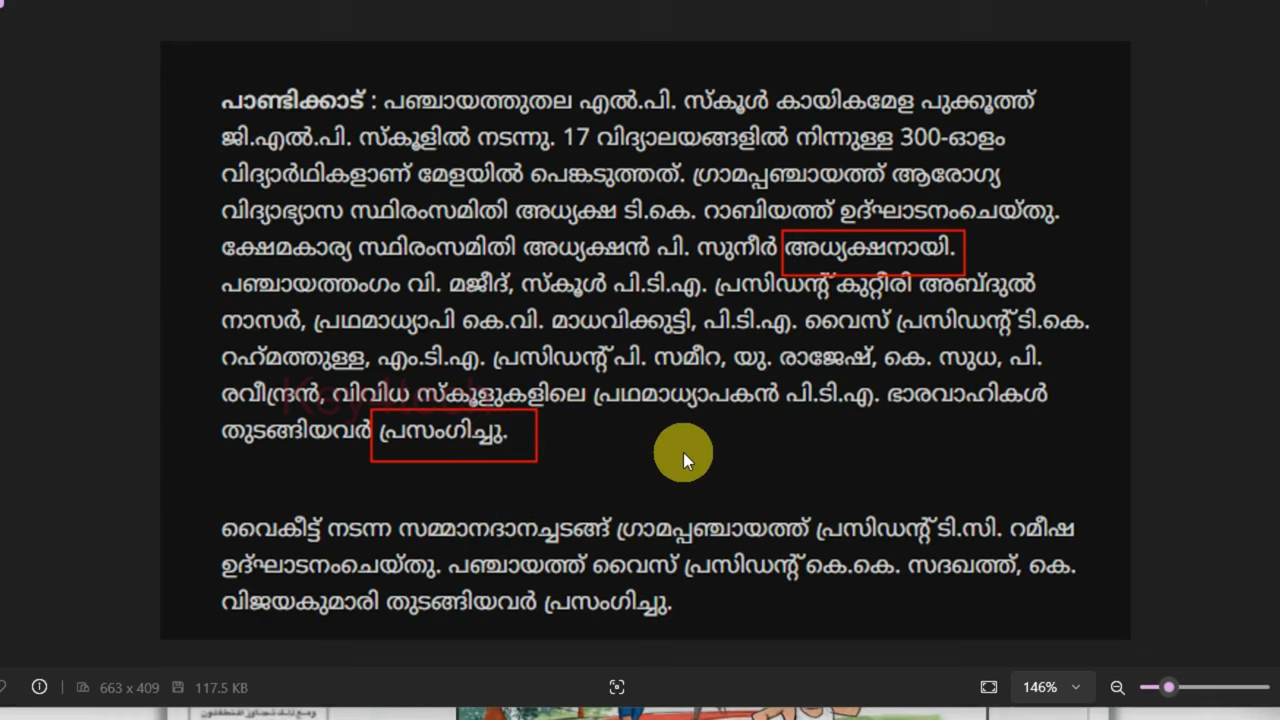 പാണ്ടിക്കാട് : പഞ്ചായത്തുതല എൽ.പി. സ്കൂൾ കായികമേള പുക്കൂത്ത്
ജി.എൽ.പി. സ്കൂളിൽ നടന്നു. 17 വിദ്യാലയങ്ങളിൽ നിന്നുള്ള 300-ഓളം
വിദ്യാർഥികളാണ് മേളയിൽ പെങ്കടുത്തത്. ഗ്രാമപ്പഞ്ചായത്ത് ആരോഗ്യ
വിദ്യാഭ്യാസ സ്ഥിരംസമിതി അധ്യക്ഷ ടി.കെ. റാബിയത്ത് ഉദ്ഘാടനംചെയ്തു.
ക്ഷേമകാര്യ സ്ഥിരംസമിതി അധ്യക്ഷൻ പി. സുനീർ അധ്യക്ഷനായി.
പഞ്ചായത്തംഗം വി. മജീദ്, സ്കൂൾ പി.ടി.എ. പ്രസിഡന്റ് കുറ്റീരി അബ്ദുൽ
നാസർ, പ്രഥമാധ്യാപി കെ.വി. മാധവിക്കുട്ടി, പി.ടി.എ. വൈസ് പ്രസിഡന്റ് ടി.കെ.
റഹ്‌മത്തുള്ള, എം.ടി.എ. പ്രസിഡന്റ് പി. സമീറ, യു. രാജേഷ്, കെ. സുധ, പി.
രവീന്ദ്രൻ, വിവിധ സ്കൂളുകളിലെ പ്രഥമാധ്യാപകൻ പി.ടി.എ. ഭാരവാഹികൾ
തുടങ്ങിയവർ പ്രസംഗിച്ചു.
വൈകീട്ട് നടന്ന സമ്മാനദാനച്ചടങ്ങ് ഗ്രാമപ്പഞ്ചായത്ത് പ്രസിഡന്റ് ടി.സി. റമീഷ
ഉദ്ഘാടനംചെയ്തു. പഞ്ചായത്ത് വൈസ് പ്രസിഡന്റ് കെ.കെ. സദഖത്ത്, കെ.
വിജയകുമാരി തുടങ്ങിയവർ പ്രസംഗിച്ചു.
663 x 409 117.5 KB 146%